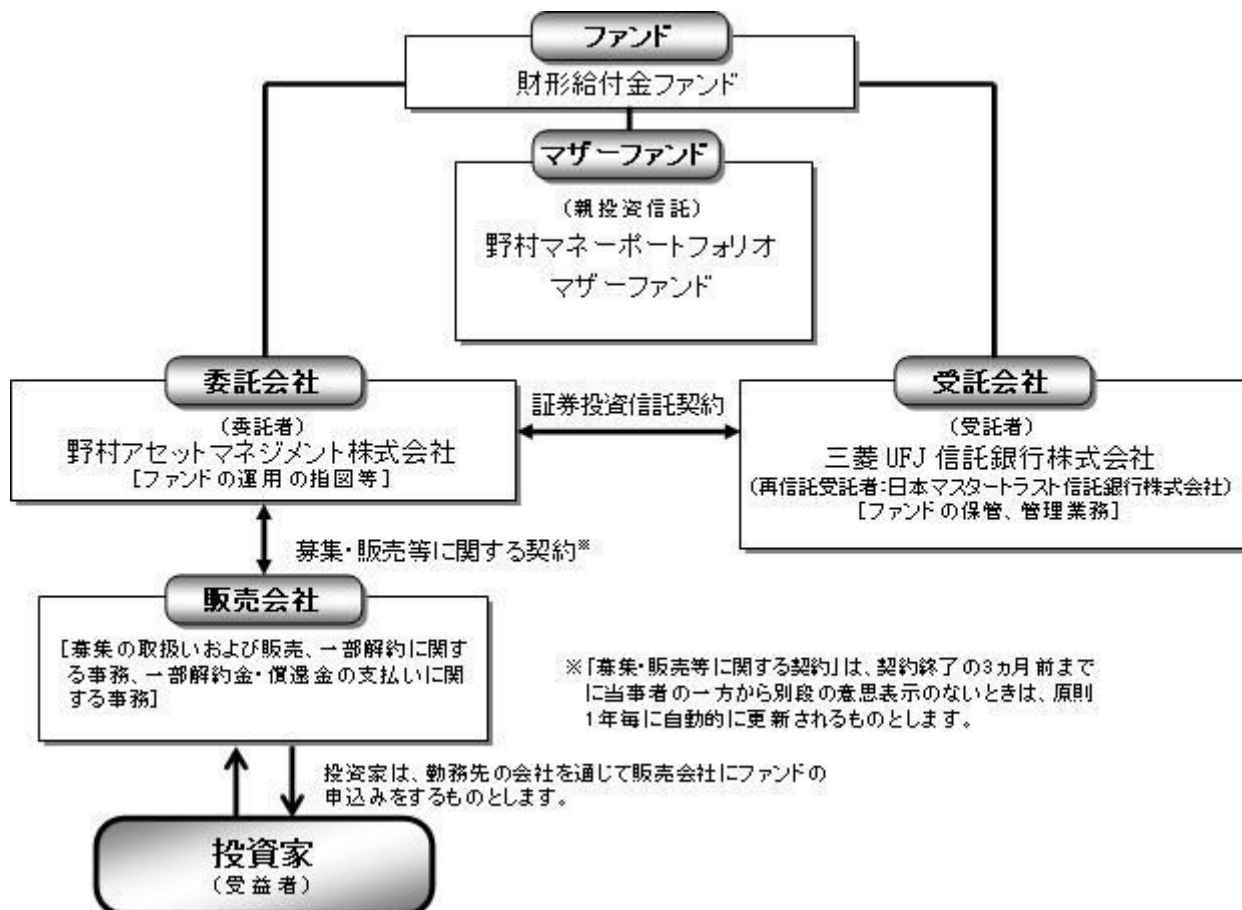 ファンド
財形給付金ファンド
マザーファンド
(親投資信託)
野村マネーポートフォリオ
マザーファンド
委託会社
(委託者)
野村アセットマネジメント株式会社
[ファンドの運用の指図等]
証券投資信託契約
受託会社
(受託者)
三菱UFJ信託銀行株式会社
(再信託受託者:日本マスタートラスト信託銀行株式会社)
[ファンドの保管、管理業務]
募集・販売等に関する契約※
販売会社
[募集の取扱いおよび販売、一部解約に関す
る事務、一部解約金・償還金の支払いに関
する事務]
※「募集・販売等に関する契約」は、契約終了の3ヵ月前まで
に当事者の一方から別段の意思表示のないときは、原則
1年毎に自動的に更新されるものとします。
投資家は、勤務先の会社を通じて販売会社にファンドの
申込みをするものとします。
投資家
(受益者)